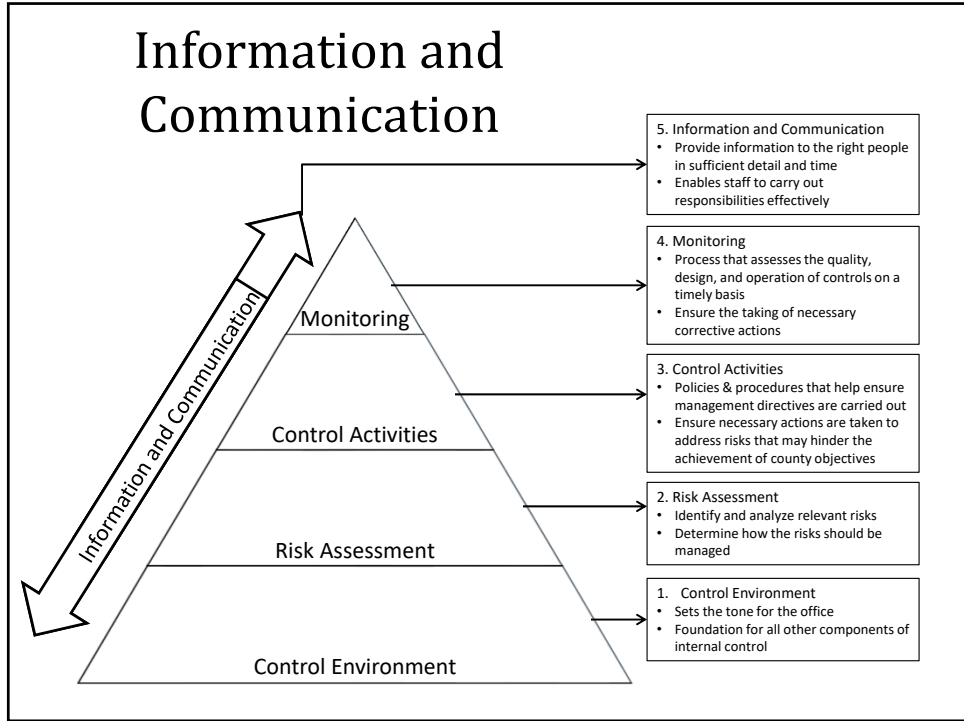 Information and
Communication
5. Information and Communication
• Provide information to the right people
in sufficient detail and time
• Enables staff to carry out
responsibilities effectively
4. Monitoring
• Process that assesses the quality,
design, and operation of controls on a
timely basis
• Ensure the taking of necessary
corrective actions
3. Control Activities
• Policies & procedures that help ensure
management directives are carried out
• Ensure necessary actions are taken to
address risks that may hinder the
achievement of county objectives
2. Risk Assessment
• Identify and analyze relevant risks
• Determine how the risks should be
managed
1. Control Environment
• Sets the tone for the office
• Foundation for all other components of
internal control
Information and Communication
Monitoring
Control Activities
Risk Assessment
Control Environment